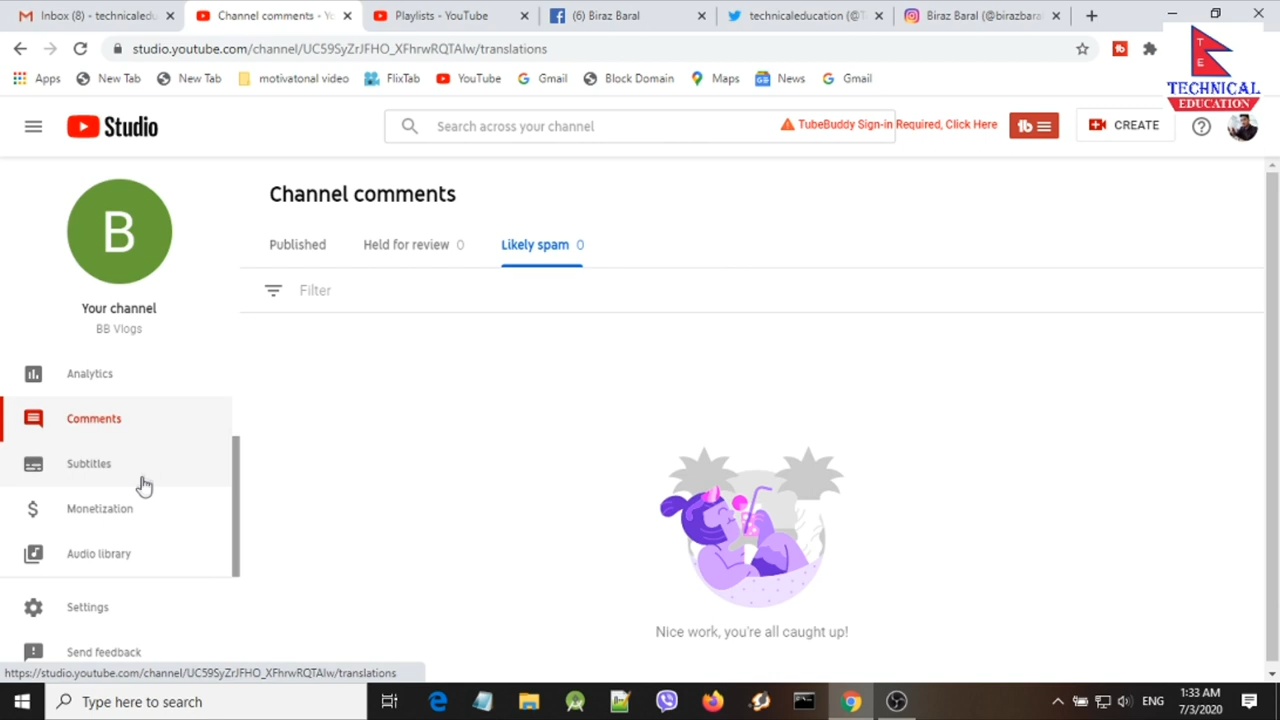 Inbox (8) - technicaledu
Channel comments - Yo
Playlists - YouTube
(6) Biraz Baral
technicaleducation (@T
Biraz Baral (@birazbara
studio.youtube.com/channel/UC59SyZrJFHO_XFhrwRQTAIw/translations
Apps
New Tab
New Tab
motivatonal video
FlixTab
YouTube
Gmail
Block Domain
Maps
News
Gmail
T
E
TECHNICAL
EDUCATION
Studio
Search across your channel
TubeBuddy Sign-in Required, Click Here
tb
CREATE
B
Your channel
BB Vlogs
Analytics
Comments
Subtitles
Monetization
Audio library
Settings
Send feedback
Channel comments
Published
Held for review 0
Likely spam 0
Filter
Nice work, you're all caught up!
https://studio.youtube.com/channel/UC59SyZrJFHO_XFhrwRQTAIw/translations
Type here to search
ENG
1:33 AM
7/3/2020